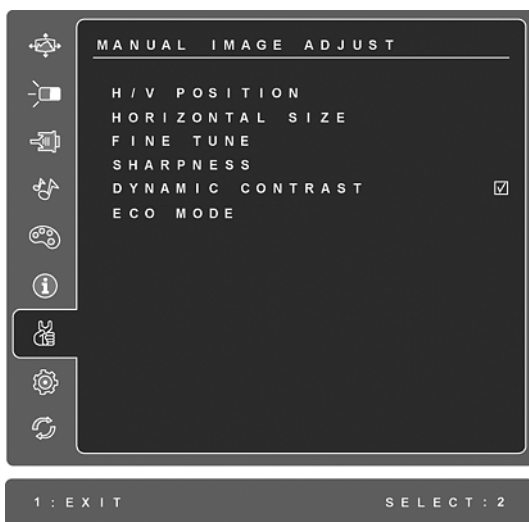 MANUAL IMAGE ADJUST
H/V POSITION
HORIZONTAL SIZE
FINE TUNE
SHARPNESS
DYNAMIC CONTRAST
ECO MODE
1:EXIT SELECT:2